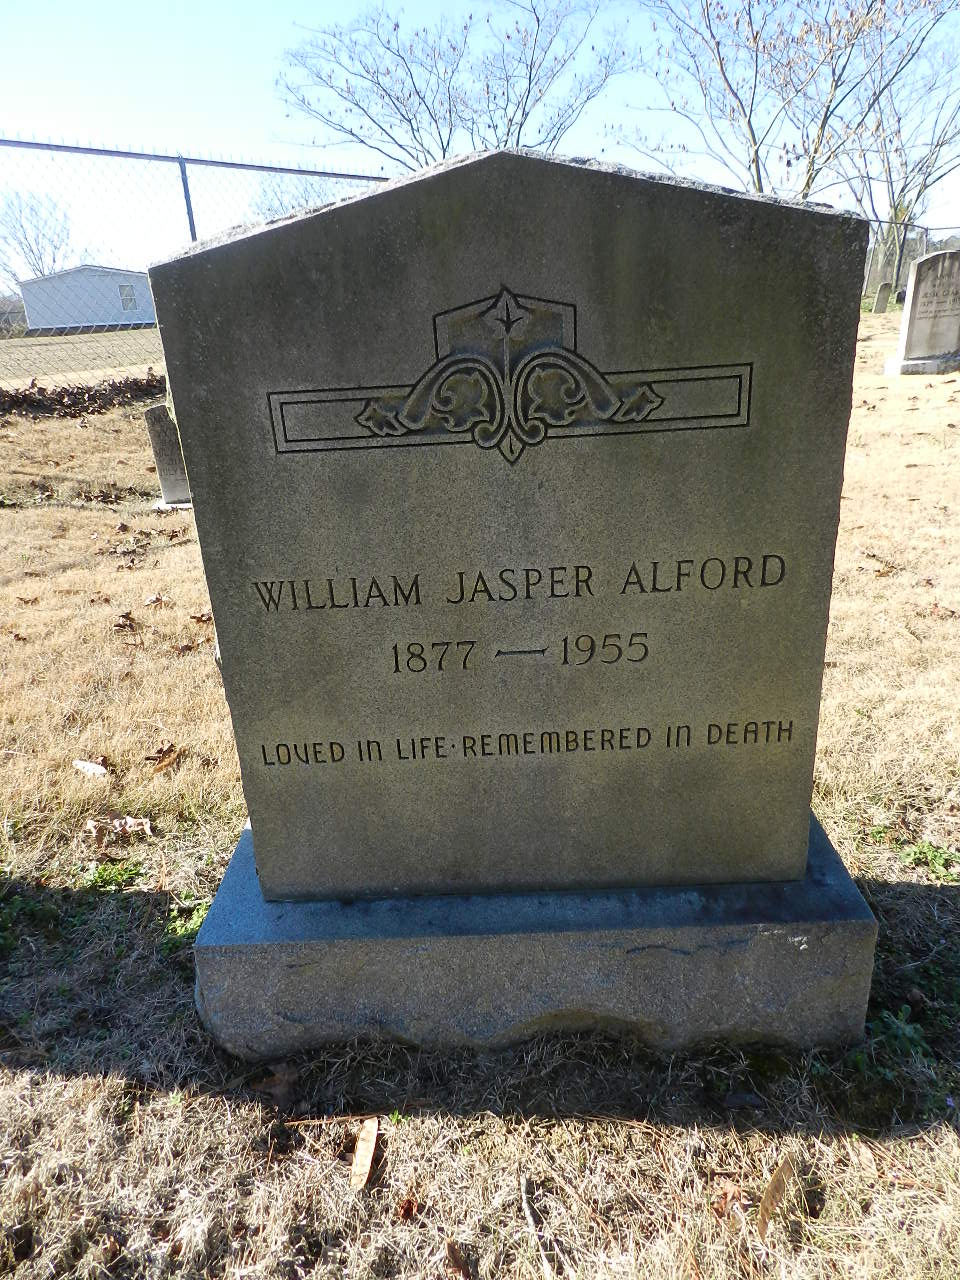 WILLIAM JASPER ALFORD
1877 — 1955
LOVED IN LIFE · REMEMBERED IN DEATH